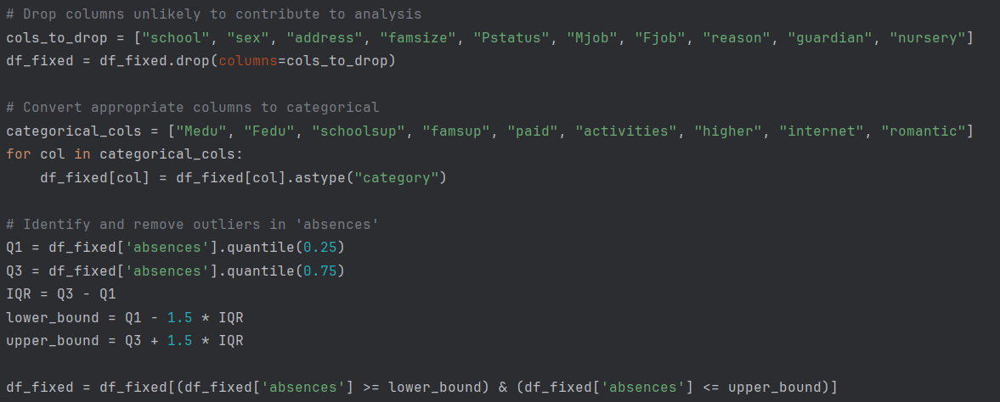 # Drop columns unlikely to contribute to analysis
cols_to_drop = ["school", "sex", "address", "famsize", "Pstatus", "Mjob", "Fjob", "reason", "guardian", "nursery"]
df_fixed = df_fixed.drop(columns=cols_to_drop)

# Convert appropriate columns to categorical
categorical_cols = ["Medu", "Fedu", "schoolsup", "famsup", "paid", "activities", "higher", "internet", "romantic"]
for col in categorical_cols:
    df_fixed[col] = df_fixed[col].astype("category")

# Identify and remove outliers in 'absences'
Q1 = df_fixed['absences'].quantile(0.25)
Q3 = df_fixed['absences'].quantile(0.75)
IQR = Q3 - Q1
lower_bound = Q1 - 1.5 * IQR
upper_bound = Q3 + 1.5 * IQR

df_fixed = df_fixed[(df_fixed['absences'] >= lower_bound) & (df_fixed['absences'] <= upper_bound)]